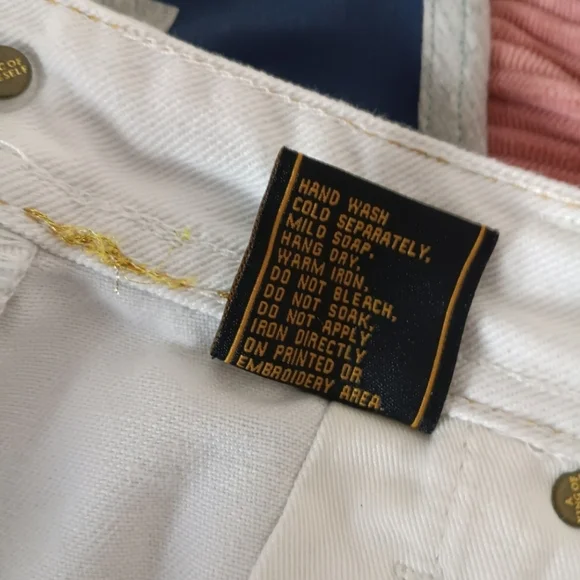 HAND WASH
COLD SEPARATELY,
MILD SOAP,
HANG DRY,
WARM IRON,
DO NOT BLEACH,
DO NOT SOAK,
DO NOT APPLY
IRON DIRECTLY
ON PRINTED OR
EMBROIDERY AREA.